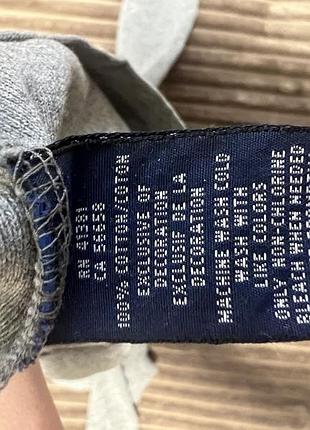 RN 41381
CA 56858
100% COTTON/COTON
EXCLUSIVE OF
DECORATION
EXCLUSIF DE LA
DECORATION
MACHINE WASH COLD
WASH WITH
LIKE COLORS
ONLY NON-CHLORINE
BLEACH WHEN NEEDED